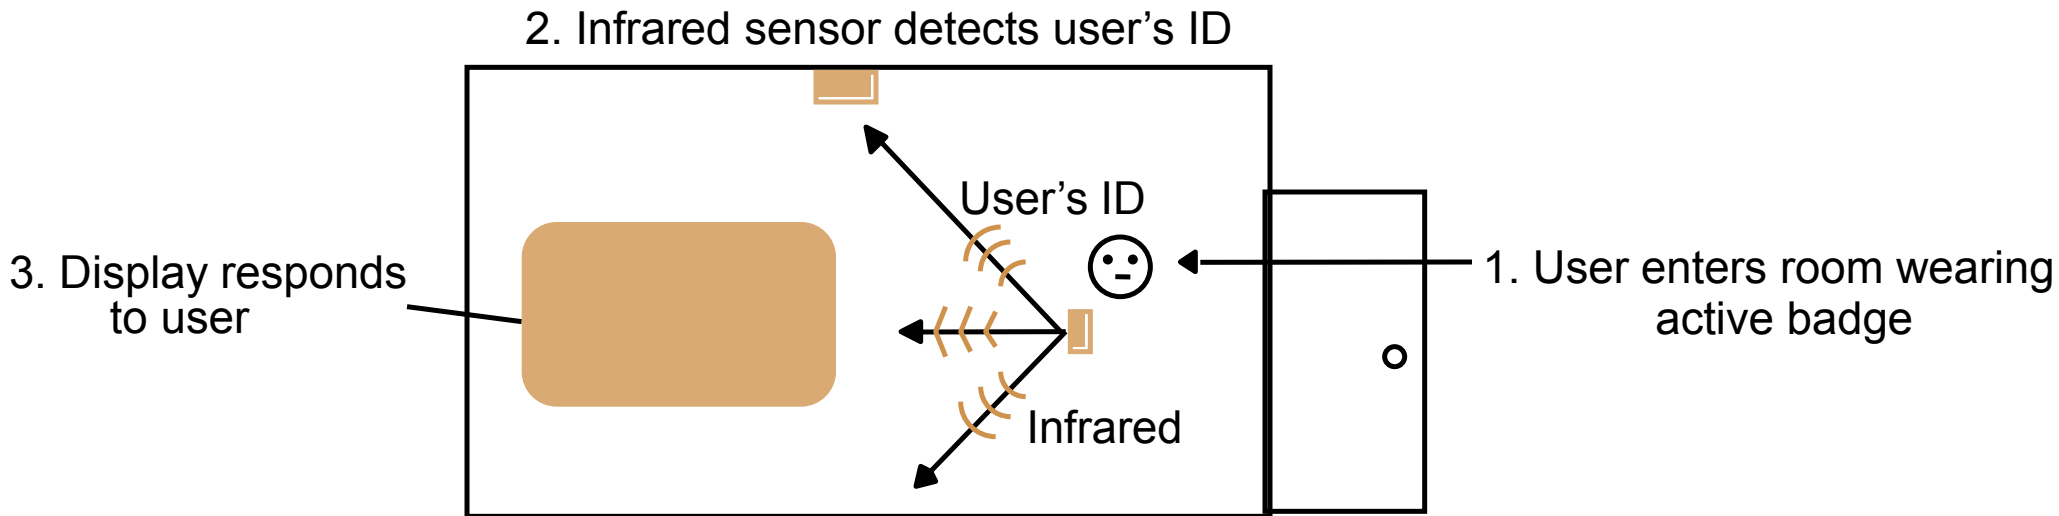 2. Infrared sensor detects user’s ID
User’s ID
3. Display responds
to user
1. User enters room wearing
active badge
Infrared